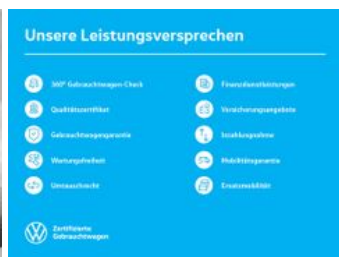 Unsere Leistungsversprechen
360° Gebrauchtwagen-Check
Qualitätszertifikat
Gebrauchtwagengarantie
Wartungsfreiheit
Umtauschrecht
Finanzdienstleistungen
Versicherungsangebote
Inzahlungnahme
Mobilitätsgarantie
Ersatzmobilität
Zertifizierte
Gebrauchtwagen